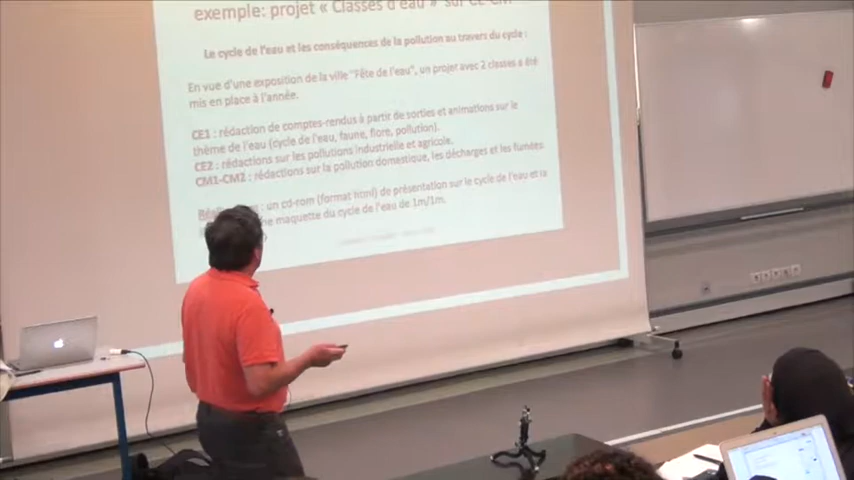 exemple : projet « Classes d'eau » sur CE CM
Le cycle de l'eau et les conséquences de la pollution au travers du cycle :
En vue d'une exposition de la ville "Fête de l'eau", un projet avec 2 classes a été
mis en place à l'année.
CE1 : rédaction de comptes-rendus à partir de sorties et animations sur le
thème de l'eau (cycle de l'eau, faune, flore, pollution).
CE2 : rédaction sur les pollutions industrielle et agricole.
CM1-CM2 : rédactions sur la pollution domestique, les décharges et les fumées.
: un cd-rom (format html) de présentation sur le cycle de l'eau et la
maquette du cycle de l'eau de 1m/1m.